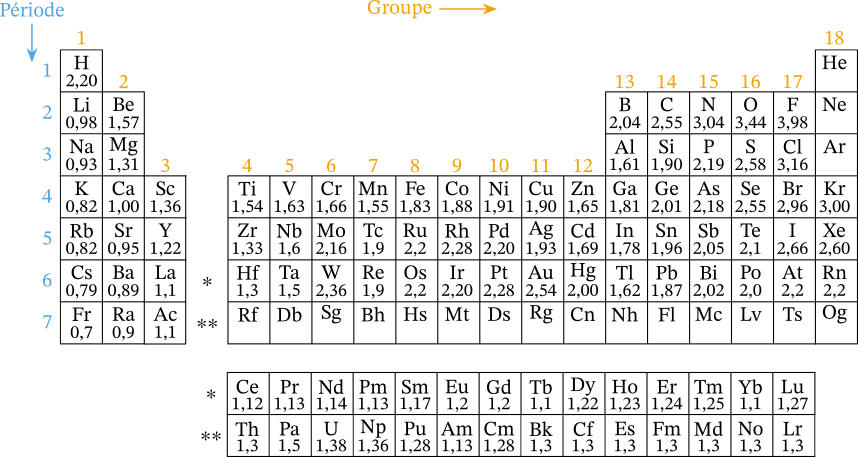 Période
Groupe
1 18
1 H He
2,20
2 13 14 15 16 17
2 Li Be B C N O F Ne
0,98 1,57 2,04 2,55 3,04 3,44 3,98
3 Na Mg Al Si P S Cl Ar
0,93 1,31 1,61 1,90 2,19 2,58 3,16
3 4 5 6 7 8 9 10 11 12
4 K Ca Sc Ti V Cr Mn Fe Co Ni Cu Zn Ga Ge As Se Br Kr
0,82 1,00 1,36 1,54 1,63 1,66 1,55 1,83 1,88 1,91 1,90 1,65 1,81 2,01 2,18 2,55 2,96 3,00
5 Rb Sr Y Zr Nb Mo Tc Ru Rh Pd Ag Cd In Sn Sb Te I Xe
0,82 0,95 1,22 1,33 1,6 2,16 1,9 2,2 2,28 2,20 1,93 1,69 1,78 1,96 2,05 2,1 2,66 2,60
6 Cs Ba La * Hf Ta W Re Os Ir Pt Au Hg Tl Pb Bi Po At Rn
0,79 0,89 1,1 1,3 1,5 2,36 1,9 2,2 2,20 2,28 2,54 2,00 1,62 1,87 2,02 2,0 2,2 2,2
7 Fr Ra Ac ** Rf Db Sg Bh Hs Mt Ds Rg Cn Nh Fl Mc Lv Ts Og
0,7 0,9 1,1
* Ce Pr Nd Pm Sm Eu Gd Tb Dy Ho Er Tm Yb Lu
1,12 1,13 1,14 1,13 1,17 1,2 1,2 1,1 1,22 1,23 1,24 1,25 1,1 1,27
** Th Pa U Np Pu Am Cm Bk Cf Es Fm Md No Lr
1,3 1,5 1,38 1,36 1,28 1,13 1,28 1,3 1,3 1,3 1,3 1,3 1,3 1,3